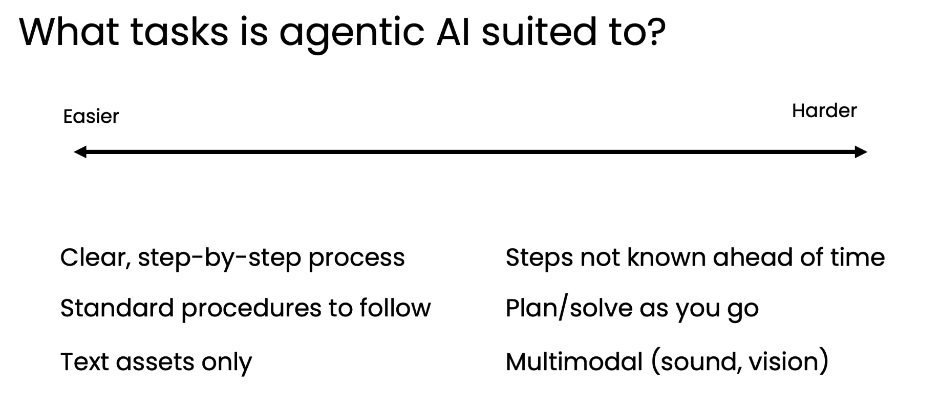 What tasks is agentic AI suited to?
Easier
Harder
Clear, step-by-step process
Steps not known ahead of time
Standard procedures to follow
Plan/solve as you go
Text assets only
Multimodal (sound, vision)